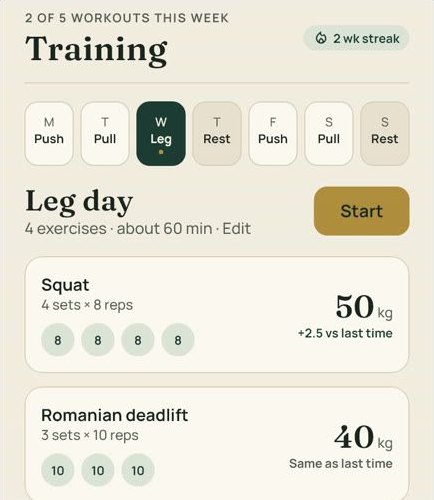 2 OF 5 WORKOUTS THIS WEEK
Training
2 wk streak
M T W T F S S
Push Pull Leg Rest Push Pull Rest
Leg day
4 exercises · about 60 min · Edit
Start
Squat
4 sets × 8 reps
8 8 8 8
50 kg
+2.5 vs last time
Romanian deadlift
3 sets × 10 reps
10 10 10
40 kg
Same as last time